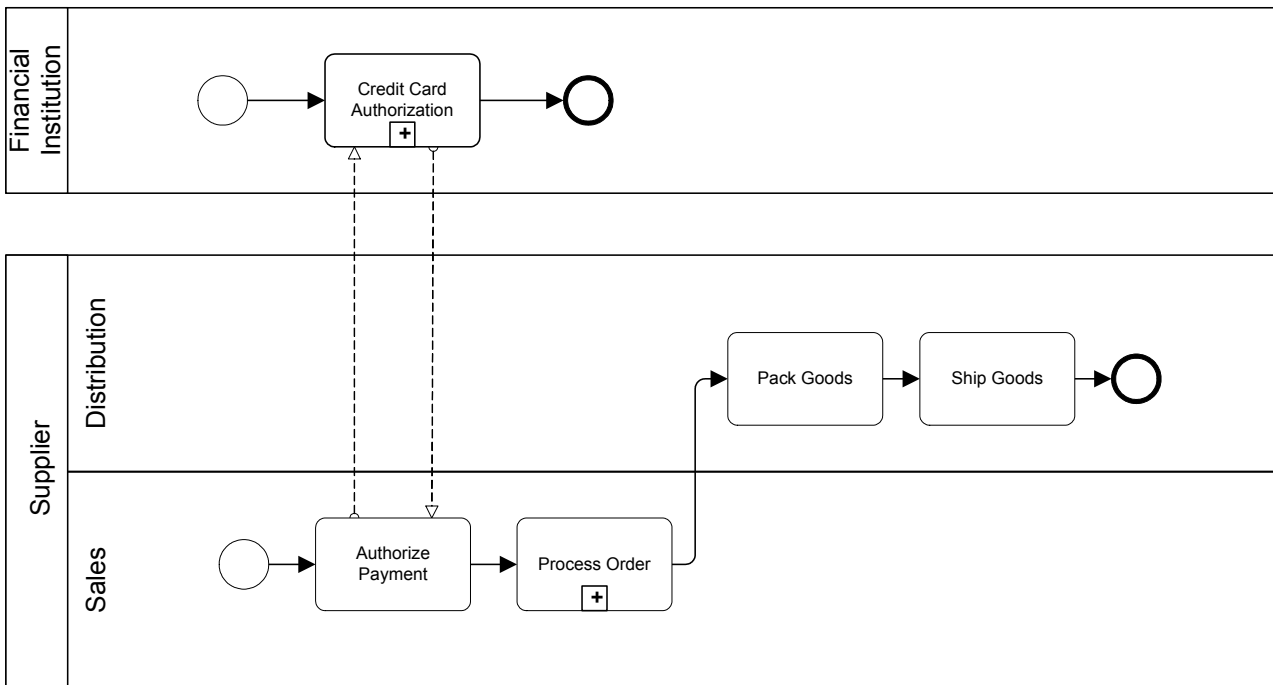 Financial
Institution
Credit Card
Authorization
Supplier
Distribution
Pack Goods
Ship Goods
Sales
Authorize
Payment
Process Order